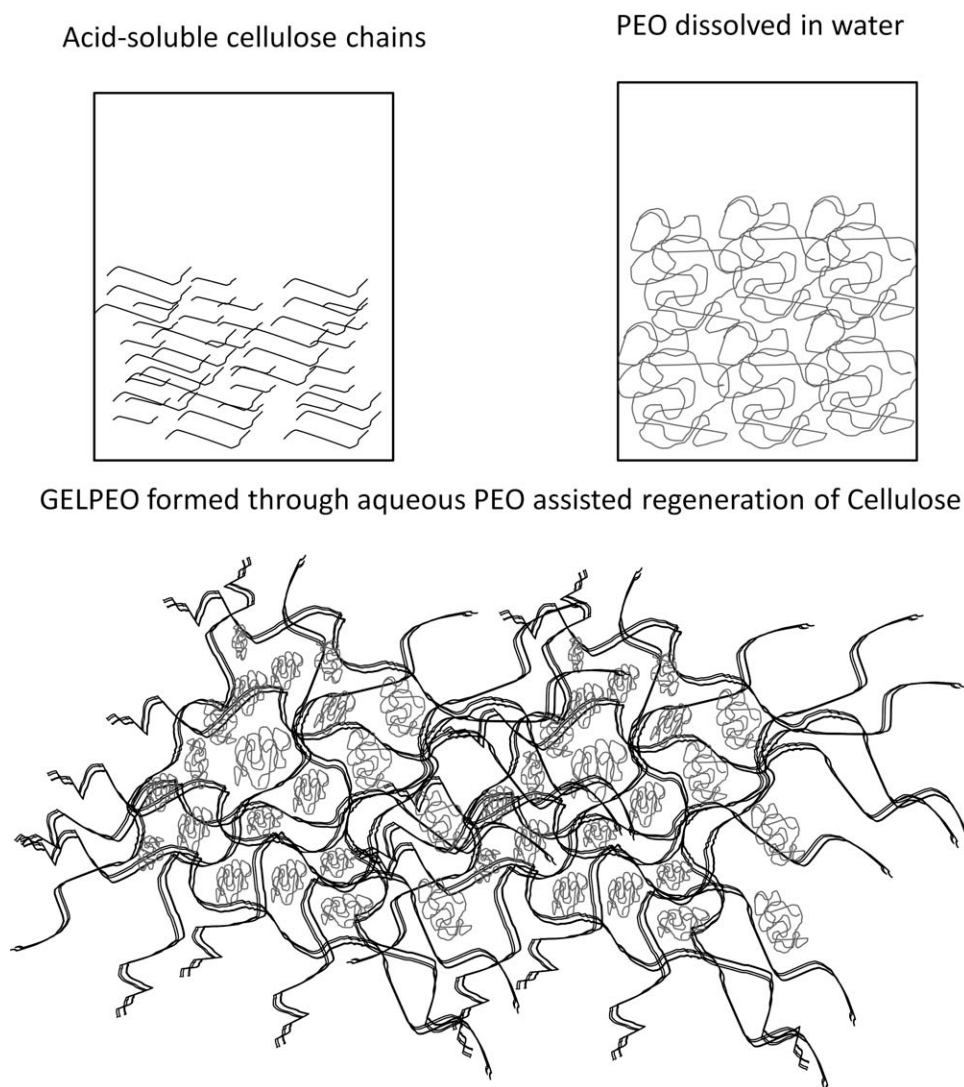 Acid-soluble cellulose chains
PEO dissolved in water
GELPEO formed through aqueous PEO assisted regeneration of Cellulose